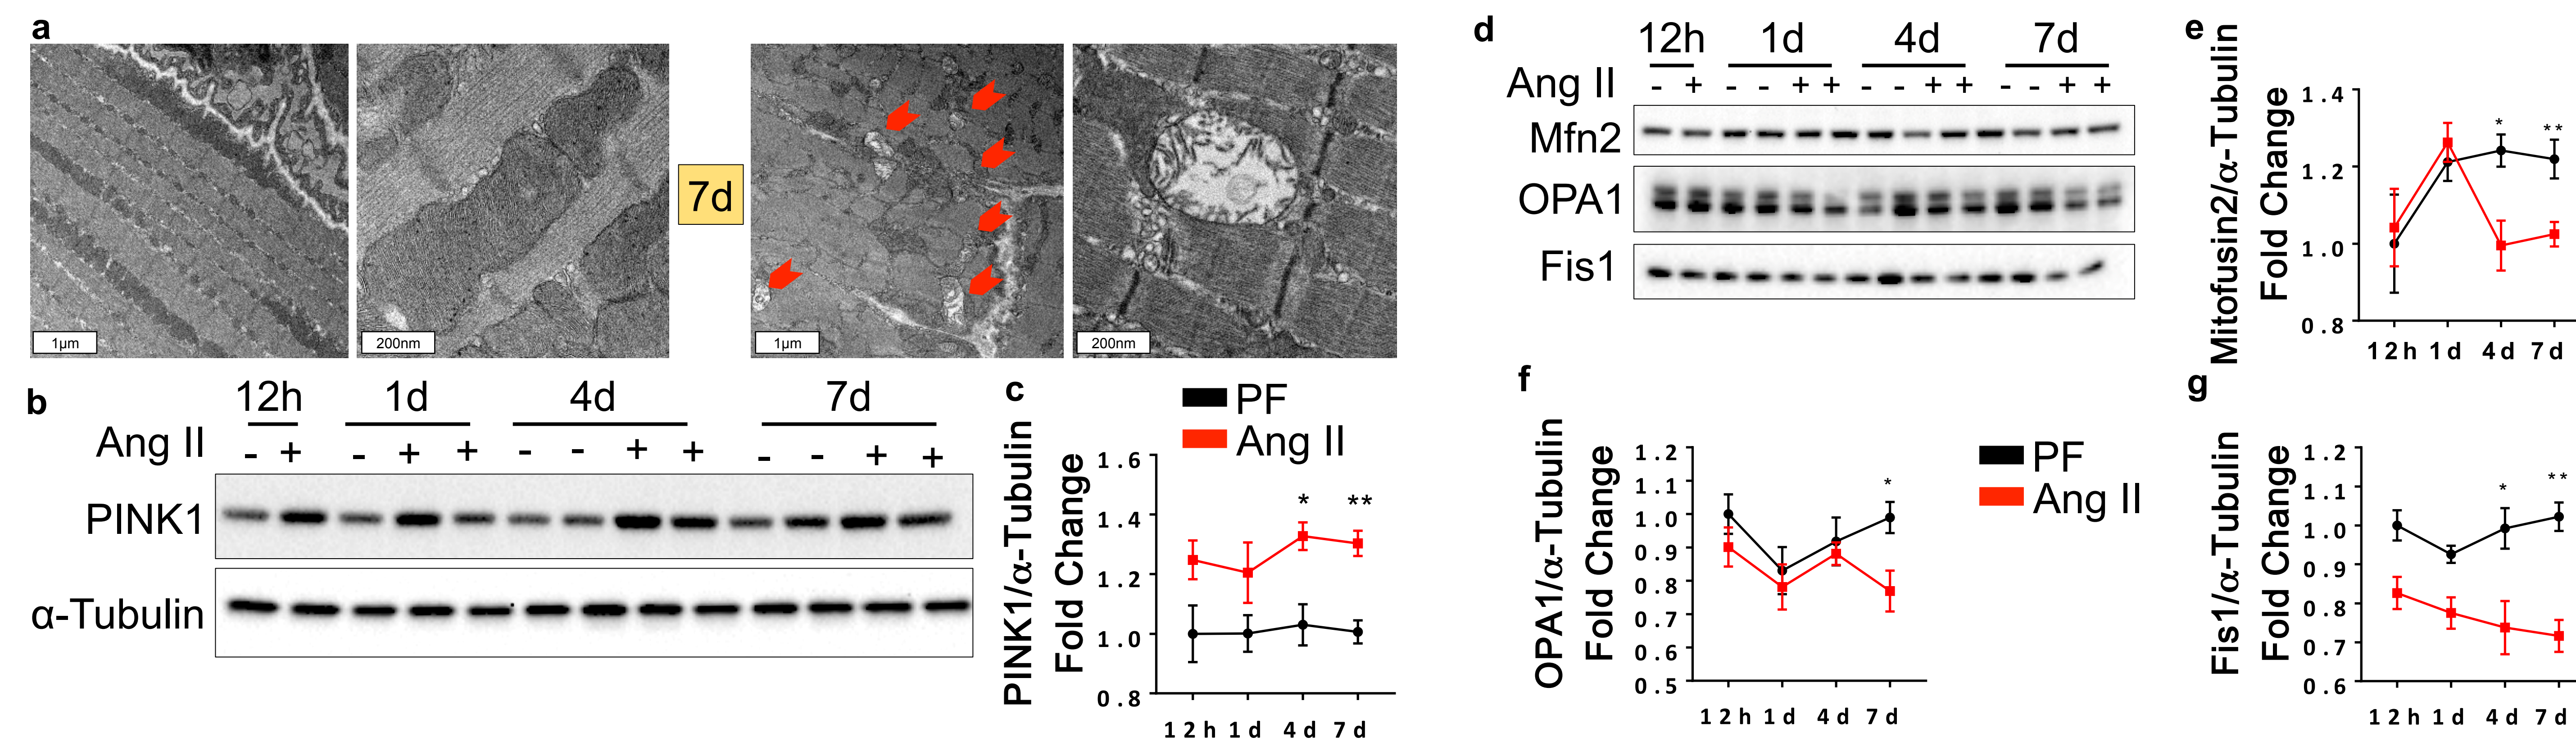 a
1µm
200nm
7d
1µm
200nm
b
12h 1d 4d 7d
Ang II - + - + + - - + + - - + +
PINK1
α-Tubulin
c
PF
Ang II
PINK1/α-Tubulin
Fold Change
1.6
1.4
1.2
1.0
0.8
* **
12h 1d 4d 7d
d
12h 1d 4d 7d
Ang II - + - - + + - - + + - - + +
Mfn2
OPA1
Fis1
e
Mitofusin2/α-Tubulin
Fold Change
1.4
1.2
1.0
0.8
* **
12h 1d 4d 7d
f
OPA1/α-Tubulin
Fold Change
1.2
1.1
1.0
0.9
0.8
0.7
0.6
0.5
*
12h 1d 4d 7d
PF
Ang II
g
Fis1/α-Tubulin
Fold Change
1.2
1.0
0.9
0.8
0.7
0.6
* **
12h 1d 4d 7d